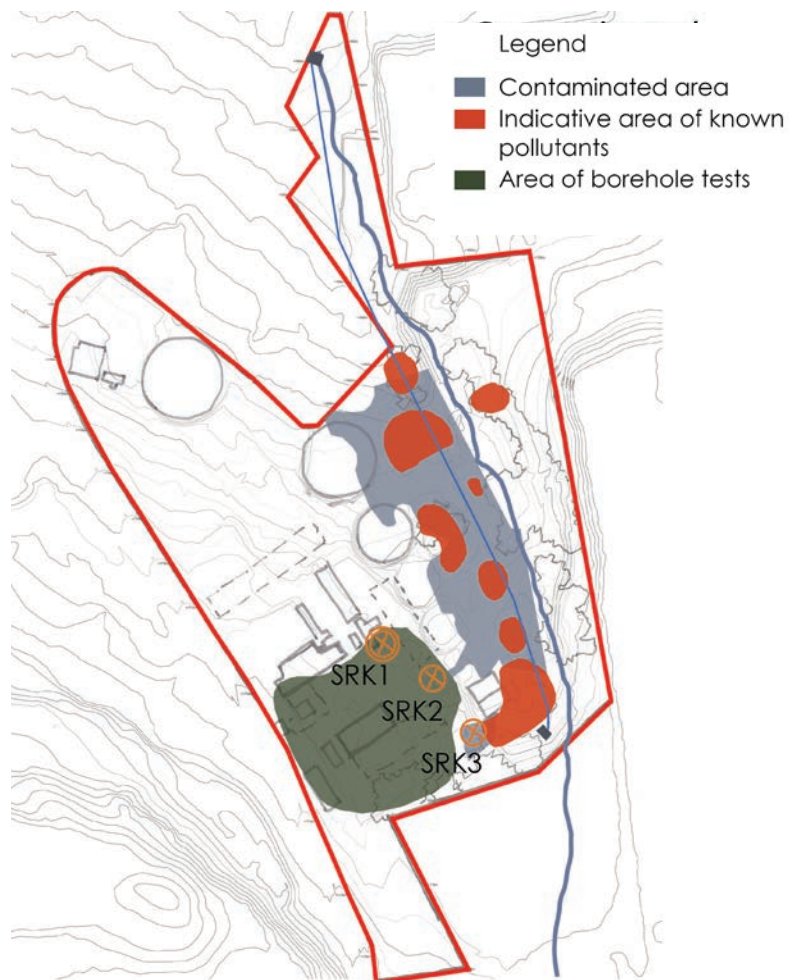 Legend
Contaminated area
Indicative area of known
pollutants
Area of borehole tests
SRK1
SRK2
SRK3